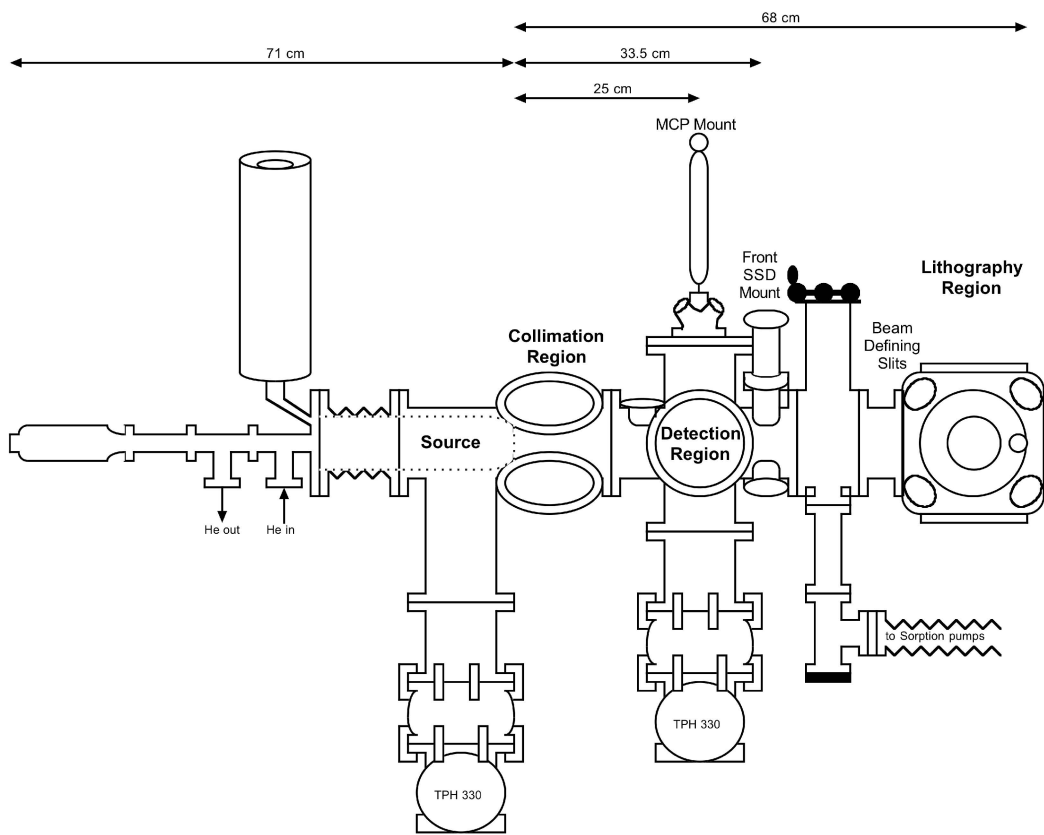 68 cm
71 cm
33.5 cm
25 cm
MCP Mount
Front
SSD
Mount
Lithography
Region
Beam
Defining
Slits
Collimation
Region
Source
Detection
Region
He out
He in
to Sorption pumps
TPH 330
TPH 330